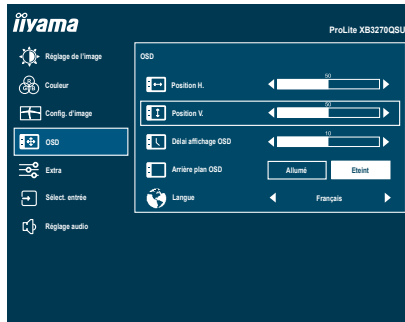 iiyama
ProLite XB3270QSU
Réglage de l'image
Couleur
Config. d'image
OSD
Extra
Sélect. entrée
Réglage audio
OSD
Position H.
50
Position V.
50
Délai affichage OSD
10
Arrière plan OSD
Allumé
Eteint
Langue
Français